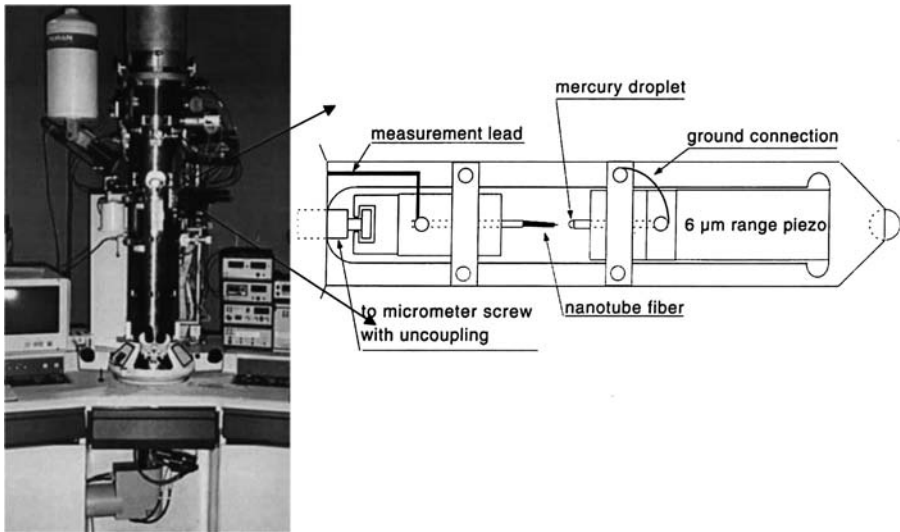 mercury droplet
measurement lead
ground connection
6 µm range piezo
to micrometer screw
with uncoupling
nanotube fiber